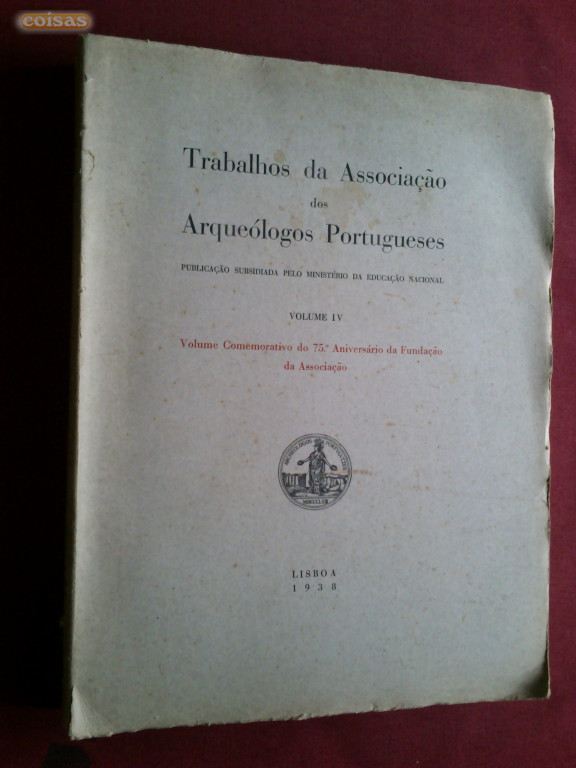 coisas
Trabalhos da Associação
dos
Arqueólogos Portugueses
PUBLICAÇÃO SUBSIDIADA PELO MINISTÉRIO DA EDUCAÇÃO NACIONAL
VOLUME IV
Volume Comemorativo do 75.º Aniversário da Fundação
da Associação
LISBOA
1938